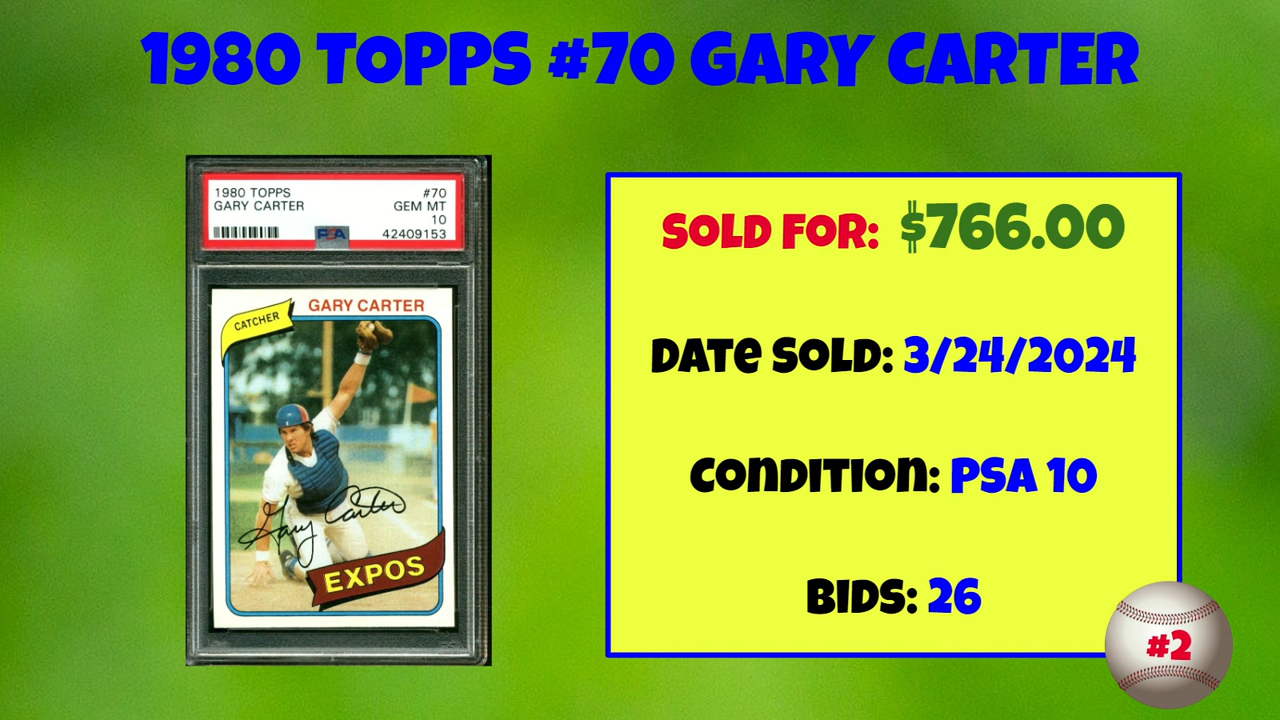 1980 TOPPS #70 GARY CARTER
1980 TOPPS #70
GARY CARTER GEM MT
10
PSA 42409153
CATCHER
GARY CARTER
Gary Carter
EXPOS
SOLD FOR: $766.00
DATE SOLD: 3/24/2024
CONDITION: PSA 10
BIDS: 26
#2